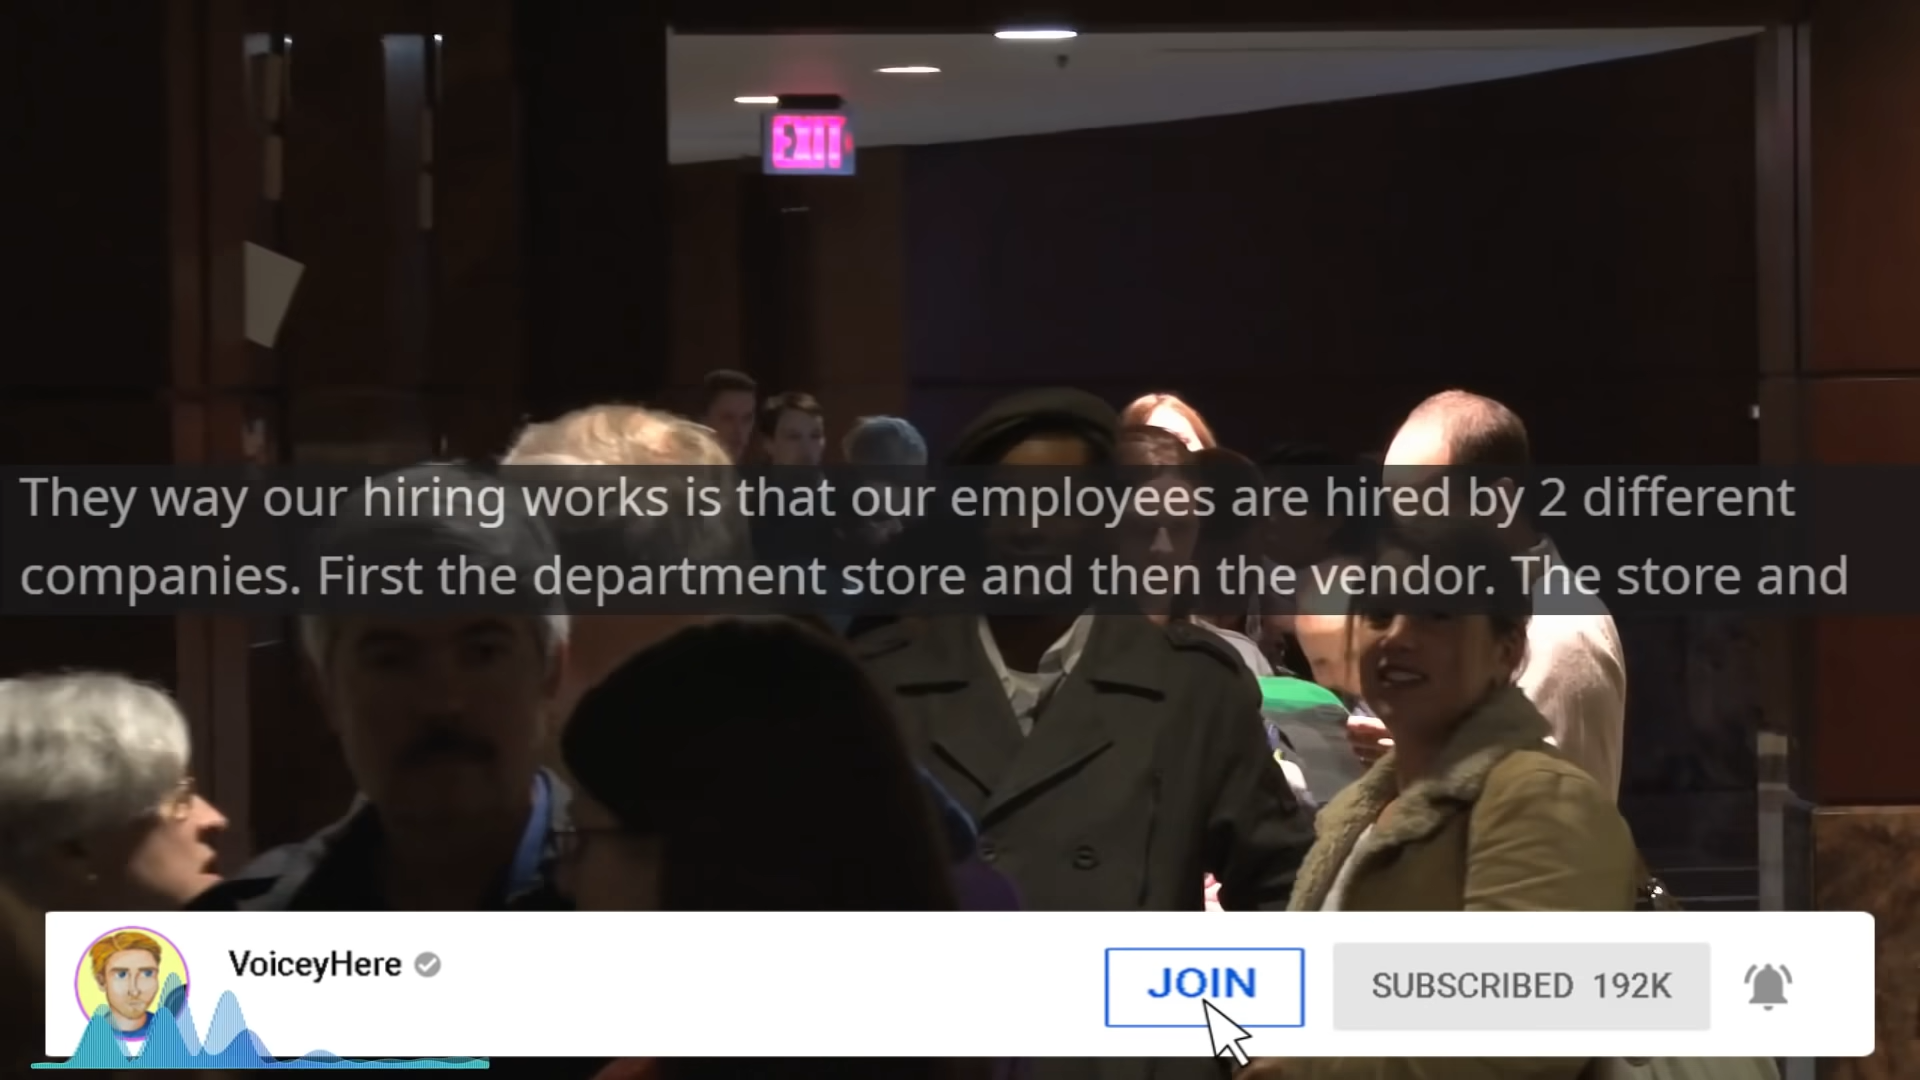 EXIT
They way our hiring works is that our employees are hired by 2 different
companies. First the department store and then the vendor. The store and
VoiceyHere
JOIN
SUBSCRIBED 192K